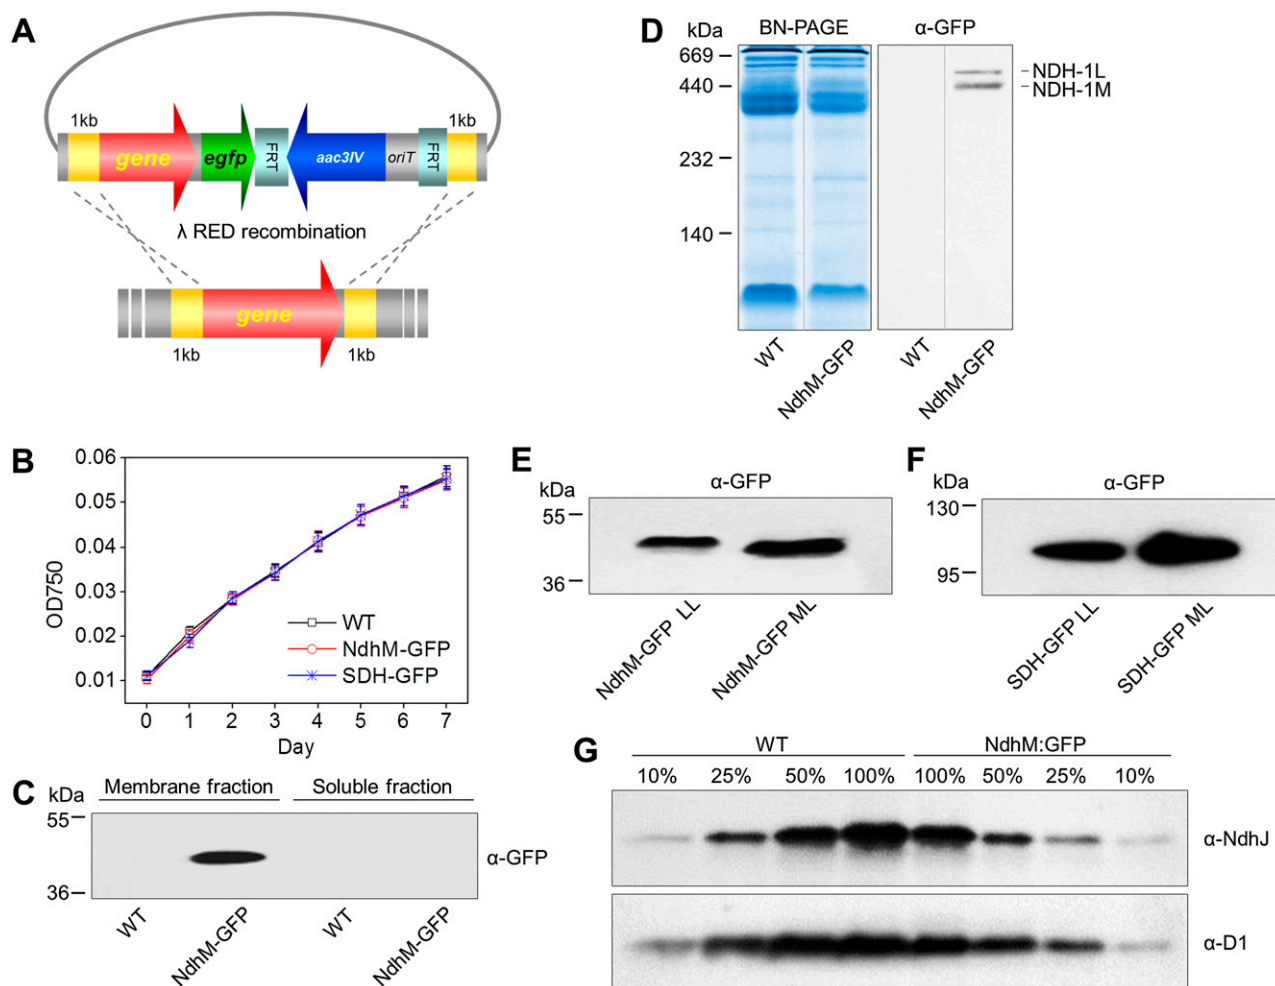 A
1kb
1kb
gene
egfp
FRT
aac3IV
oriT
FRT
λ RED recombination
gene
1kb
1kb
B
OD750
0.06
0.05
0.04
0.03
0.02
0.01
WT
NdhM-GFP
SDH-GFP
0 1 2 3 4 5 6 7
Day
C
kDa
Membrane fraction
Soluble fraction
55
36
α-GFP
WT
NdhM-GFP
WT
NdhM-GFP
D
kDa
BN-PAGE
α-GFP
669
440
232
140
NDH-1L
NDH-1M
WT
NdhM-GFP
WT
NdhM-GFP
E
kDa
α-GFP
55
36
NdhM-GFP LL
NdhM-GFP ML
F
kDa
α-GFP
130
95
SDH-GFP LL
SDH-GFP ML
G
WT
NdhM:GFP
10% 25% 50% 100% 100% 50% 25% 10%
α-NdhJ
α-D1